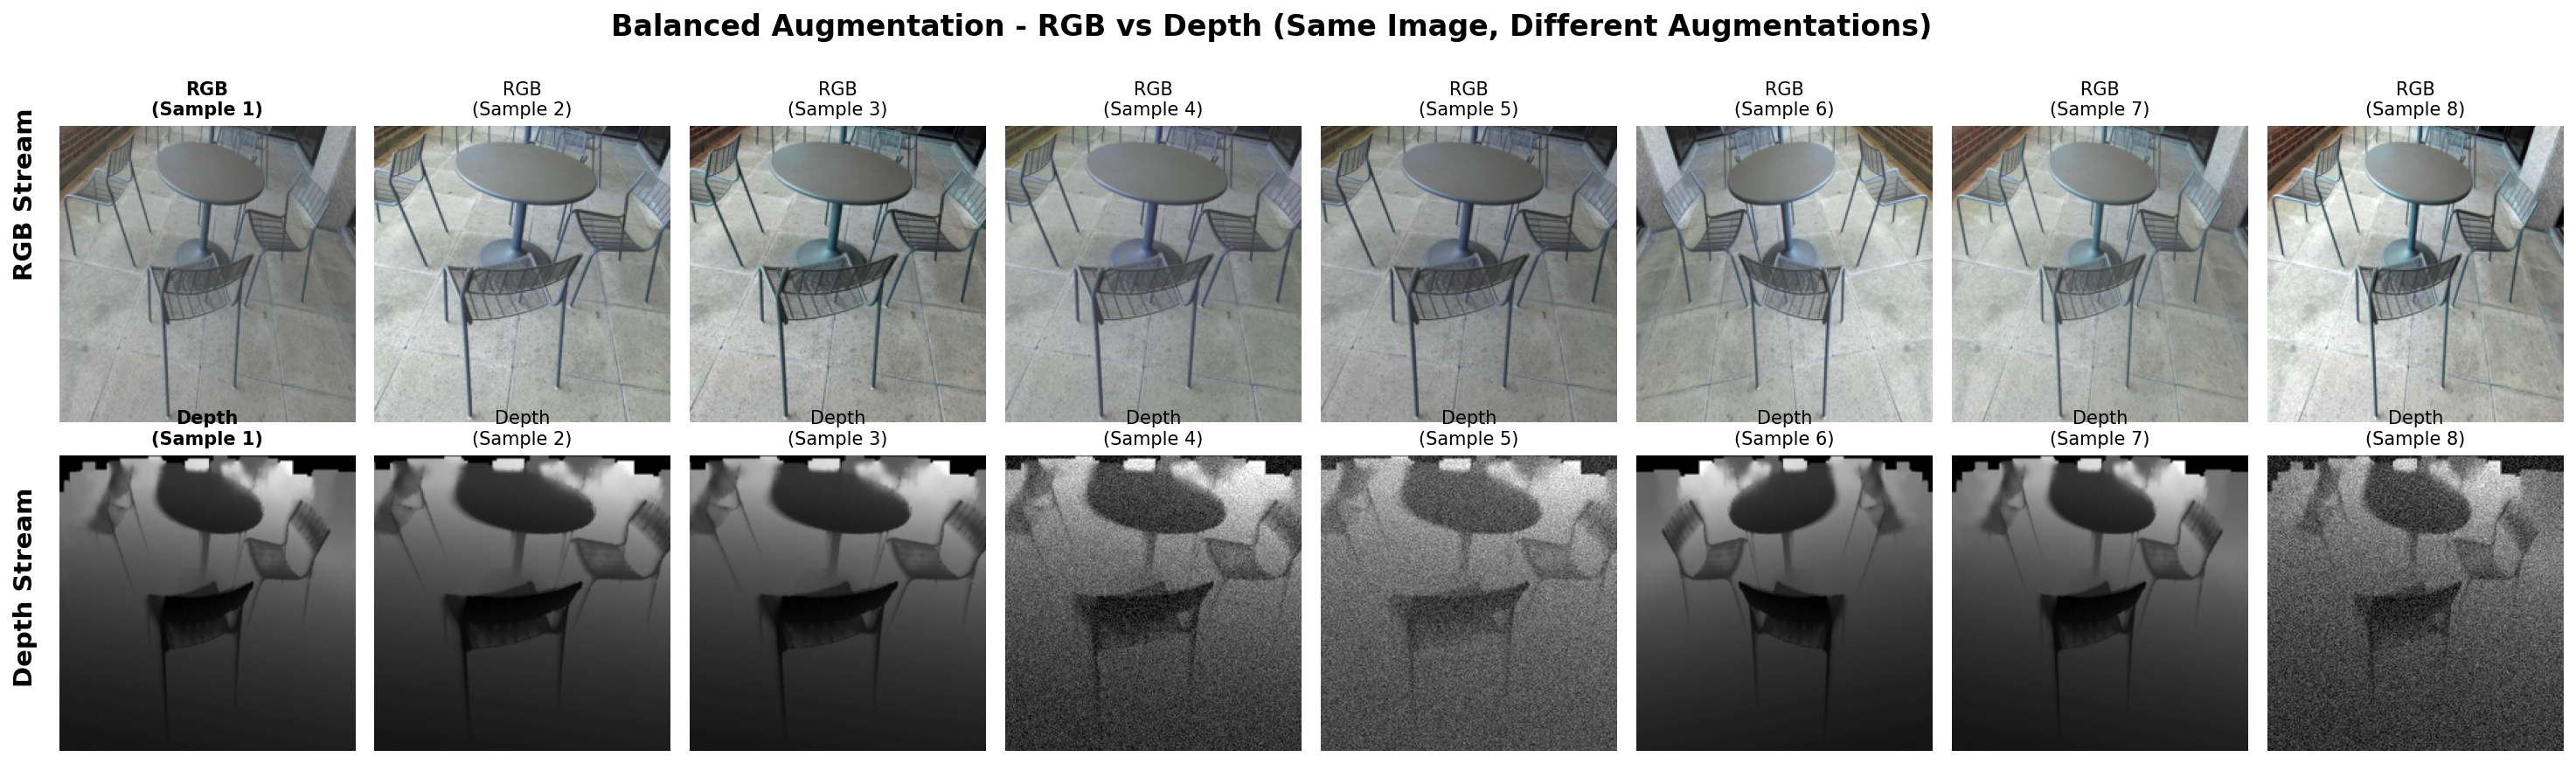 Balanced Augmentation - RGB vs Depth (Same Image, Different Augmentations)
RGB Stream
RGB
(Sample 1)
RGB
(Sample 2)
RGB
(Sample 3)
RGB
(Sample 4)
RGB
(Sample 5)
RGB
(Sample 6)
RGB
(Sample 7)
RGB
(Sample 8)
Depth Stream
Depth
(Sample 1)
Depth
(Sample 2)
Depth
(Sample 3)
Depth
(Sample 4)
Depth
(Sample 5)
Depth
(Sample 6)
Depth
(Sample 7)
Depth
(Sample 8)